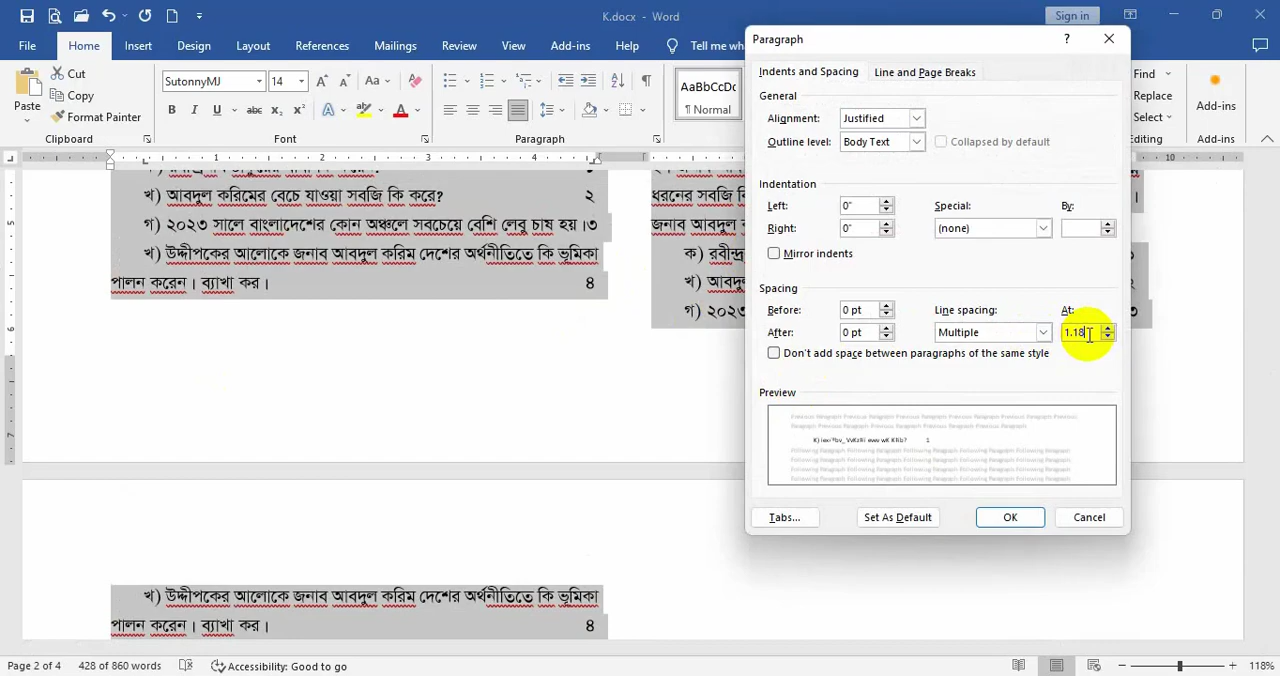 K.docx - Word
Sign in
File Home Insert Design Layout References Mailings Review View Add-ins Help Tell me wh
Paste
Cut
Copy
Format Painter
Clipboard
SutonnyMJ 14
Font
Paragraph
AaBbCcDc
¶ Normal
Find
Replace
Select
Editing
Add-ins
Add-ins
খ) আবদুল করিমের বেচে যাওয়া সবজি কি করে? ২
গ) ২০২৩ সালে বাংলাদেশের কোন অঞ্চলে সবচেয়ে বেশি লেবু চাষ হয়।৩
খ) উদ্দীপকের আলোকে জনাব আবদুল করিম দেশের অর্থনীতিতে কি ভূমিকা
পালন করেন। ব্যাখা কর। ৪
ধরনের সবজি বি
জনাব আবদুল ক
ক) রবীন্দ্র
খ) আবদু
গ) ২০২৩ ৩
খ) উদ্দীপকের আলোকে জনাব আবদুল করিম দেশের অর্থনীতিতে কি ভূমিকা
পালন করেন। ব্যাখা কর। ৪
Paragraph
Indents and Spacing Line and Page Breaks
General
Alignment: Justified
Outline level: Body Text Collapsed by default
Indentation
Left: 0" Special: By:
Right: 0" (none)
Mirror indents
Spacing
Before: 0 pt Line spacing: At:
After: 0 pt Multiple 1.18
Don't add space between paragraphs of the same style
Preview
Tabs... Set As Default OK Cancel
Page 2 of 4 428 of 860 words Accessibility: Good to go 118%